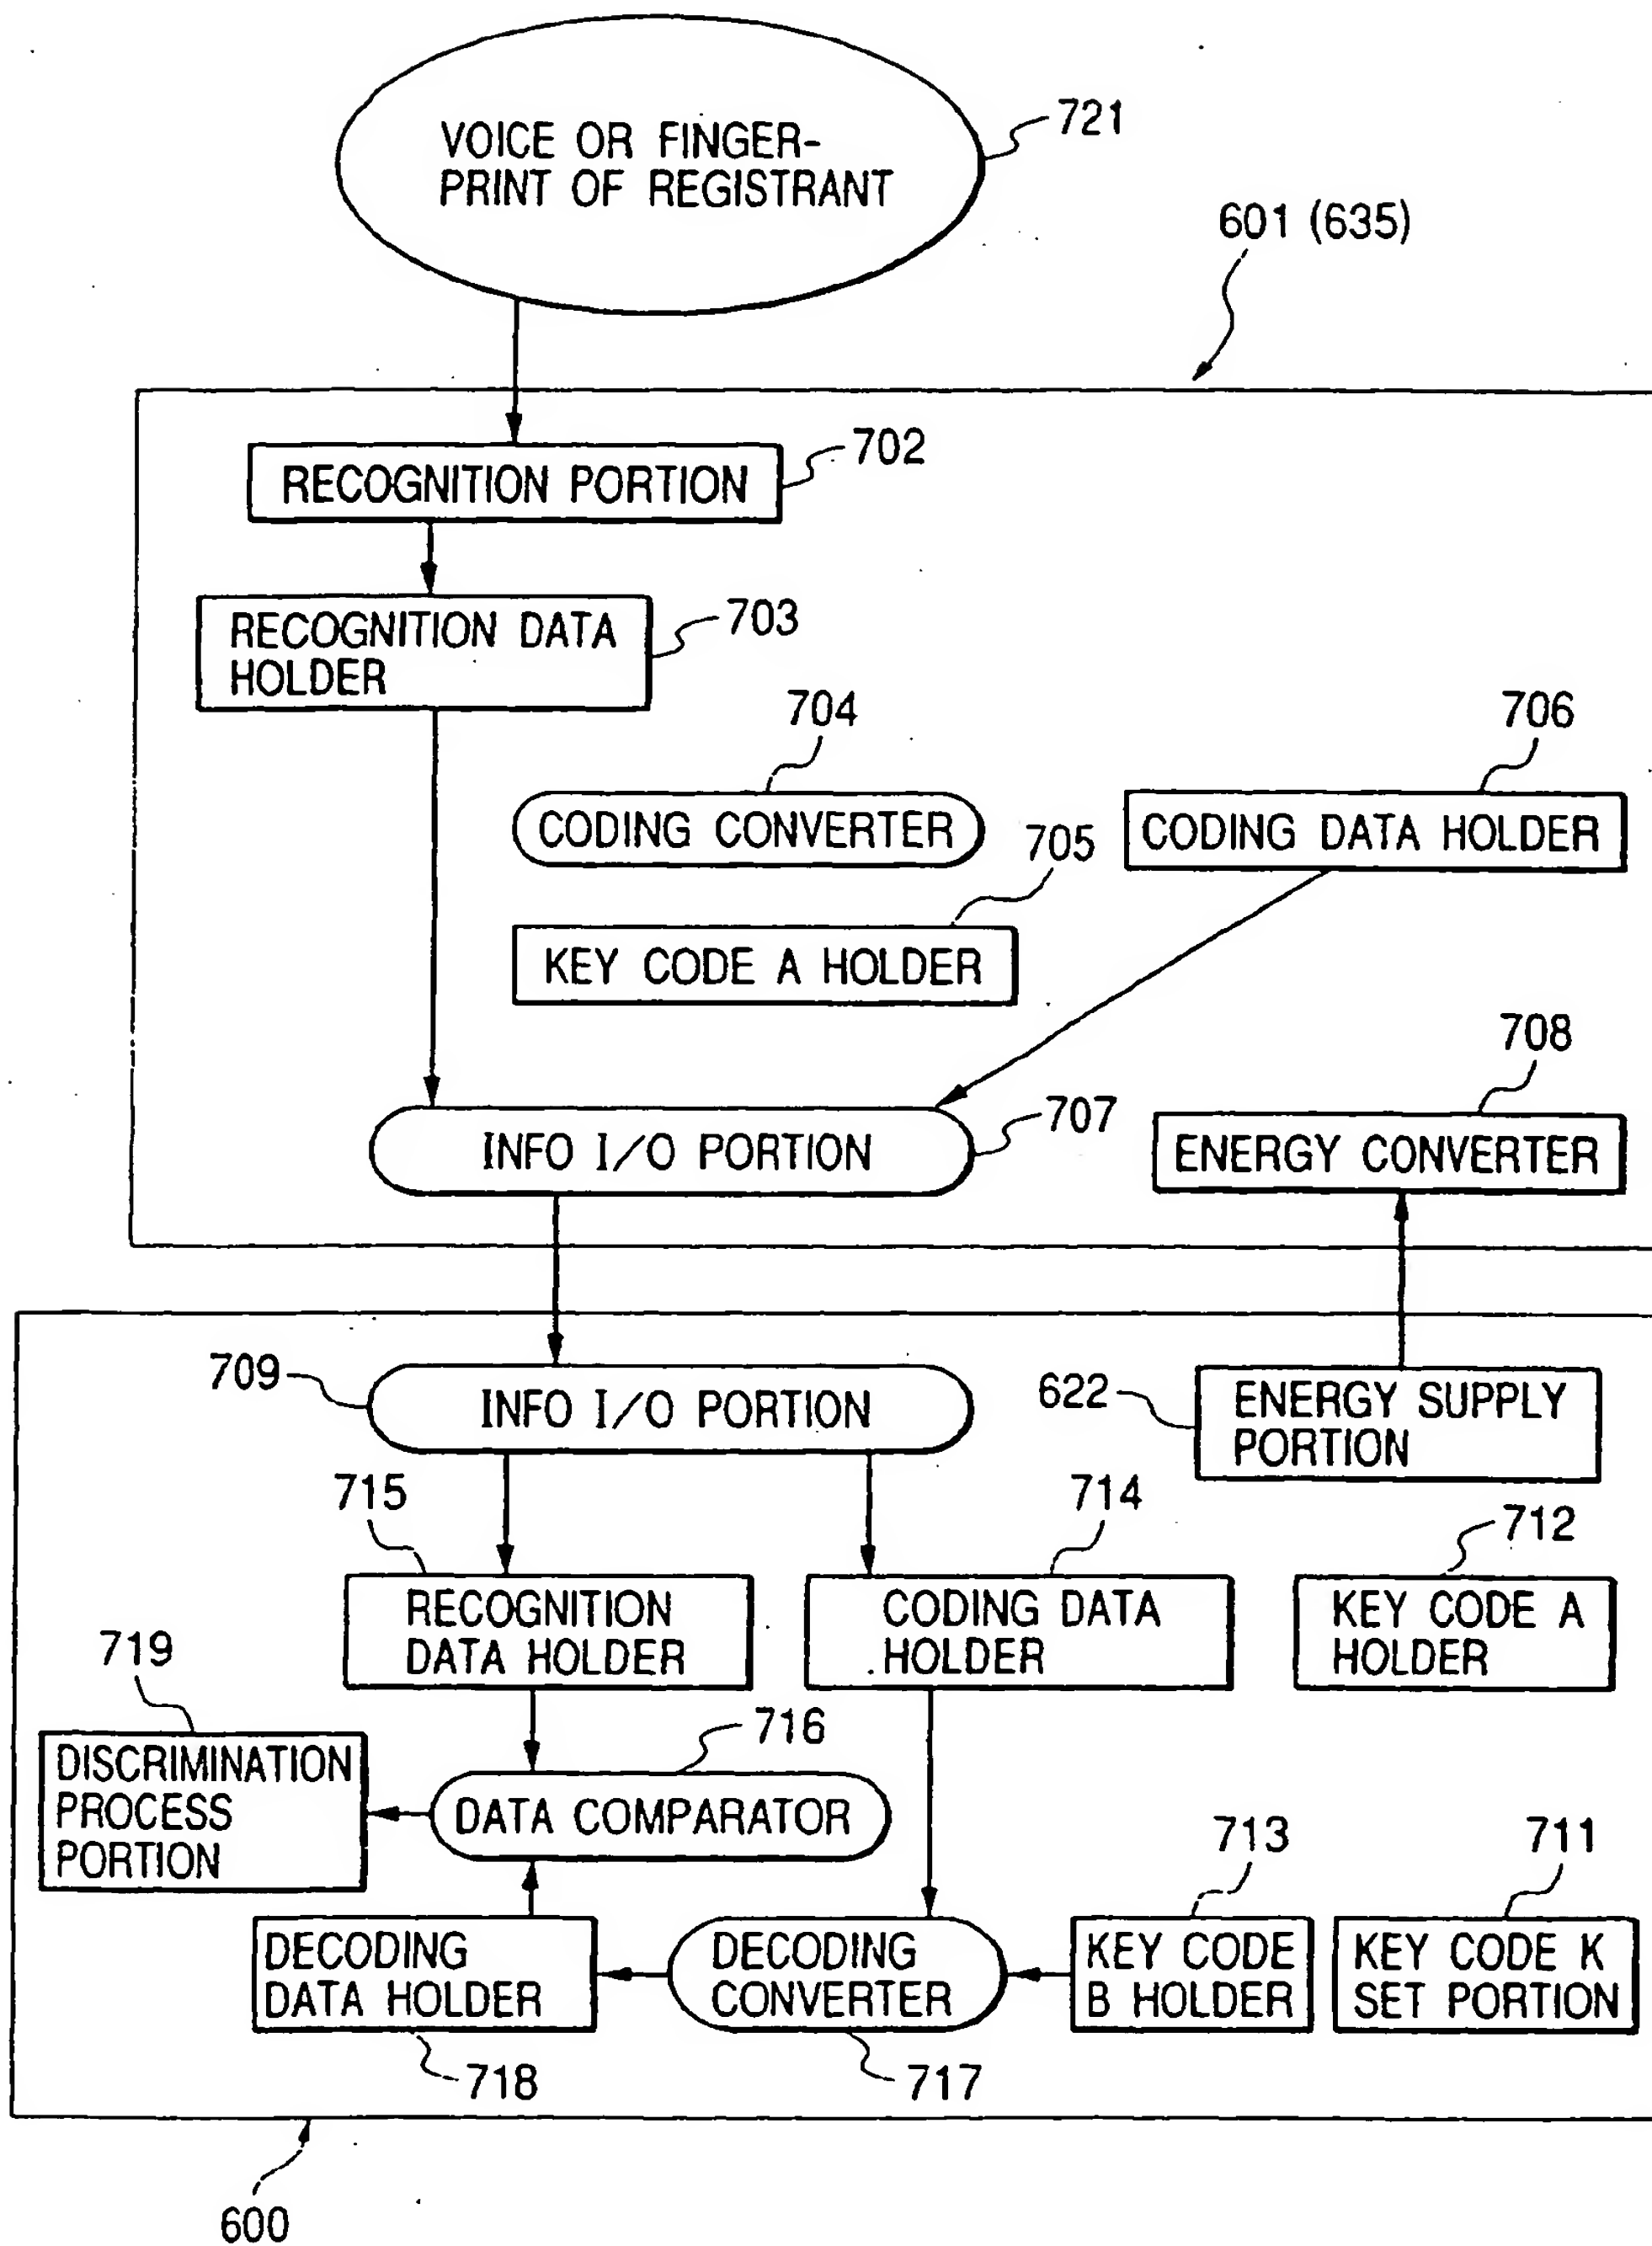 VOICE OR FINGER-
PRINT OF REGISTRANT
721
601 (635)
RECOGNITION PORTION
702
RECOGNITION DATA
HOLDER
703
704
706
CODING CONVERTER
705
CODING DATA HOLDER
KEY CODE A HOLDER
708
INFO I/O PORTION
707
ENERGY CONVERTER
709
INFO I/O PORTION
622
ENERGY SUPPLY
PORTION
715
714
712
RECOGNITION
DATA HOLDER
CODING DATA
HOLDER
KEY CODE A
HOLDER
719
716
DISCRIMINATION
PROCESS
PORTION
DATA COMPARATOR
713
711
DECODING
DATA HOLDER
DECODING
CONVERTER
KEY CODE
B HOLDER
KEY CODE K
SET PORTION
718
717
600